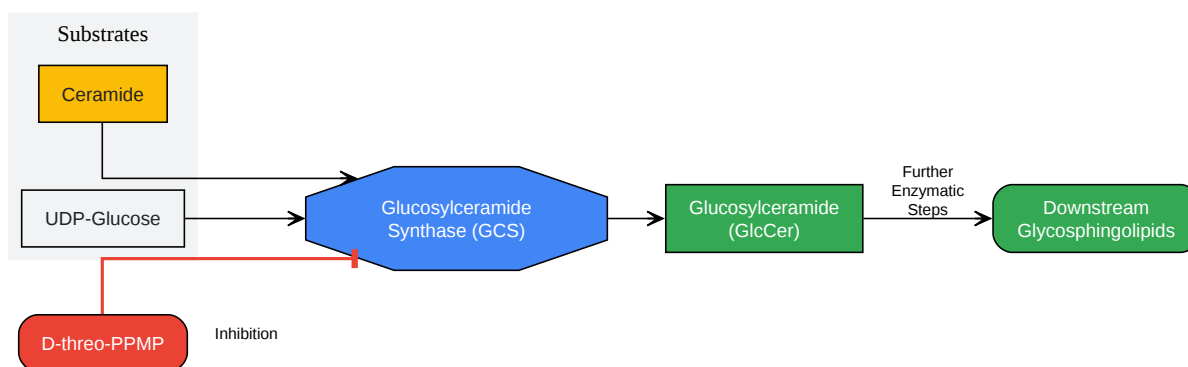 Substrates
Ceramide
UDP-Glucose
Glucosylceramide
Synthase (GCS)
Glucosylceramide
(GlcCer)
Further
Enzymatic
Steps
Downstream
Glycosphingolipids
D-threo-PPMP
Inhibition